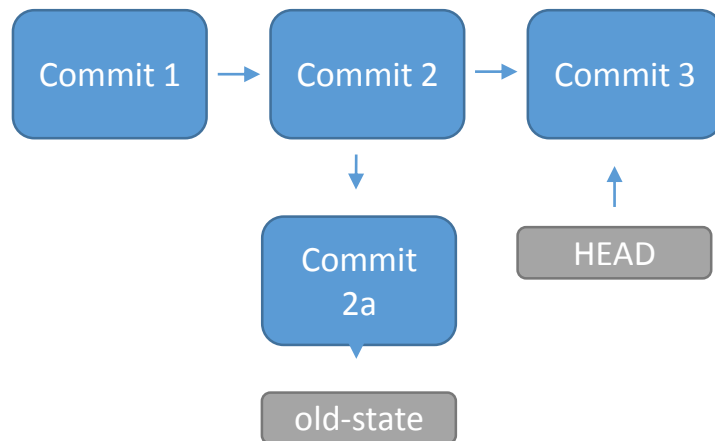 Commit 1
Commit 2
Commit 3
Commit
2a
HEAD
old-state